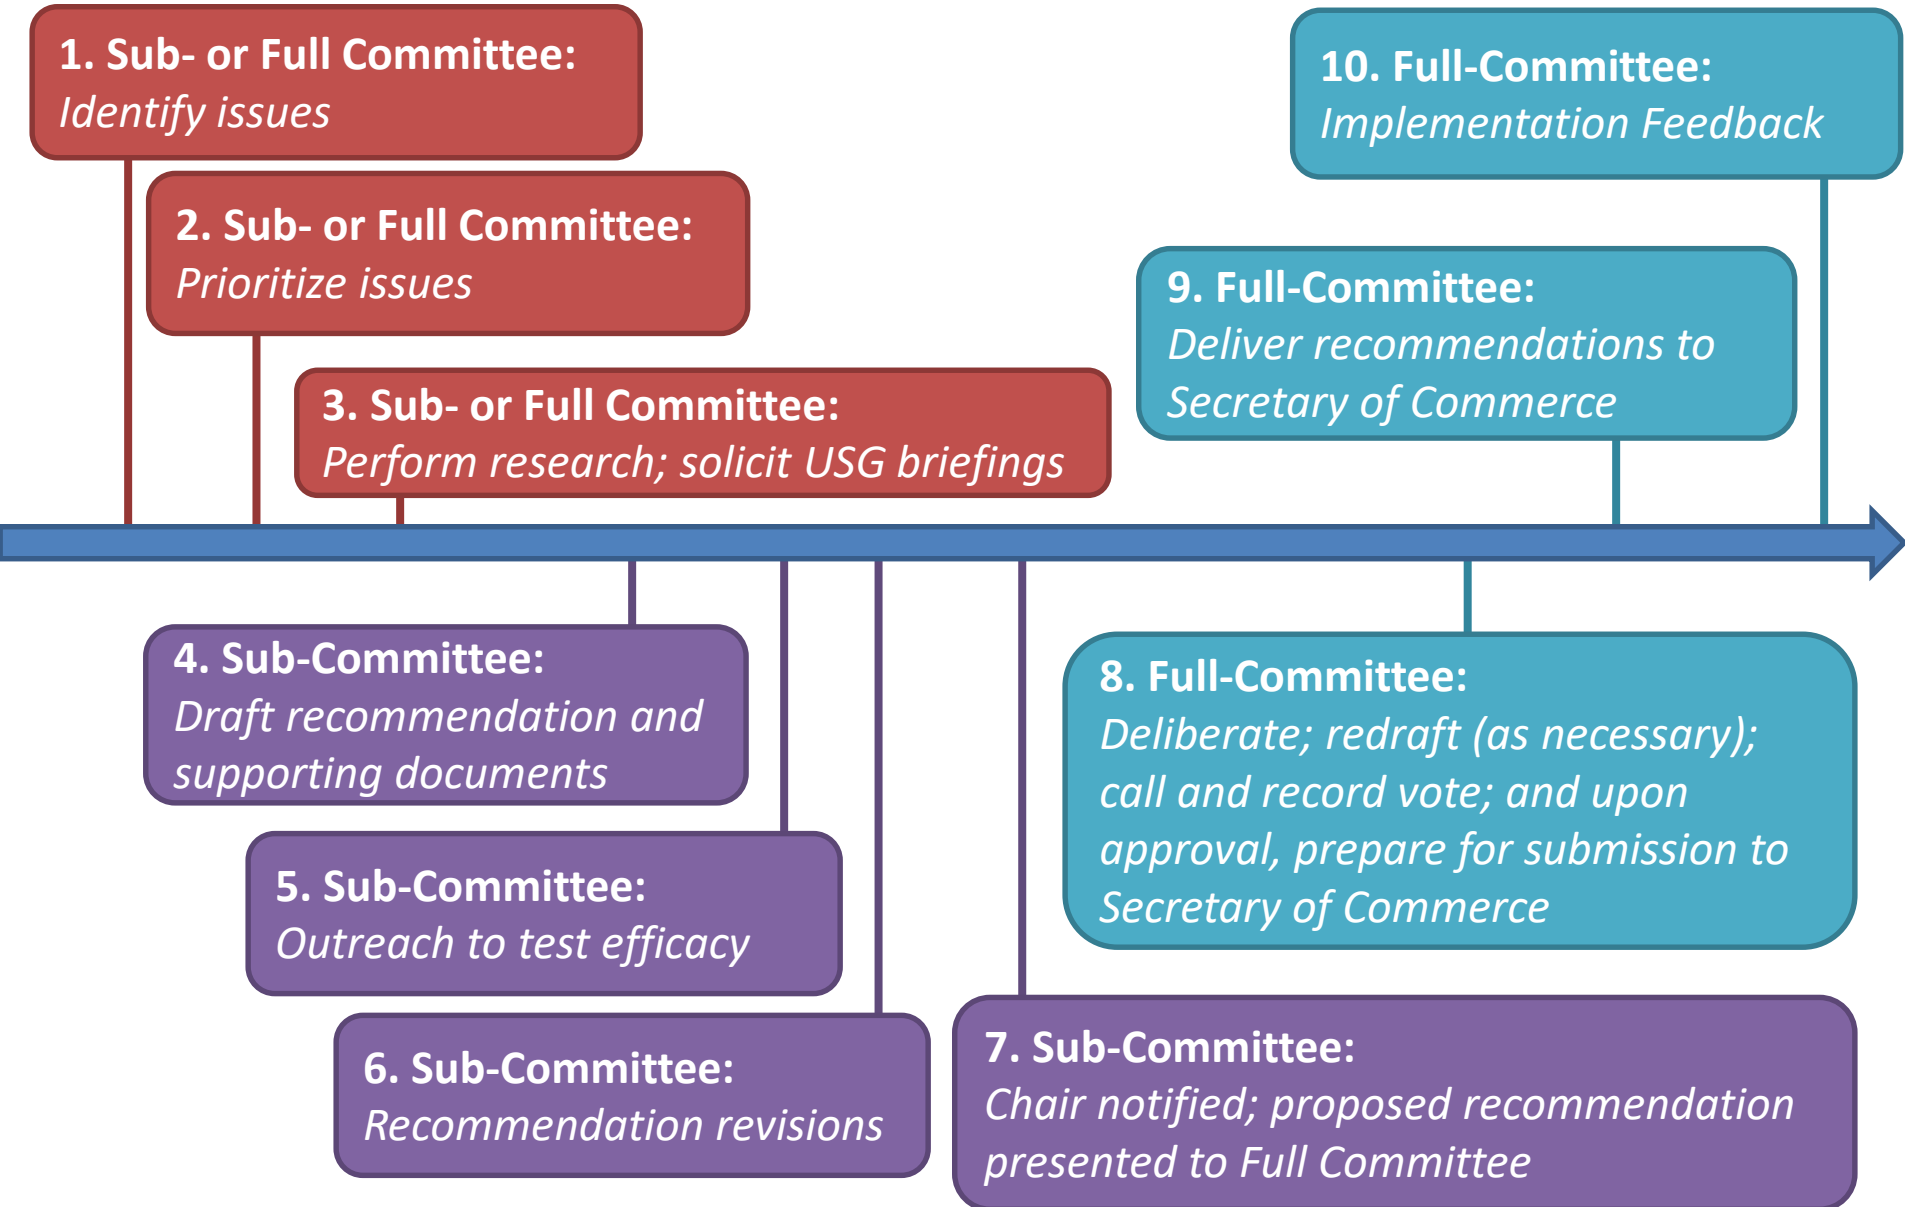 1. Sub- or Full Committee:
Identify issues
2. Sub- or Full Committee:
Prioritize issues
3. Sub- or Full Committee:
Perform research; solicit USG briefings
4. Sub-Committee:
Draft recommendation and
supporting documents
5. Sub-Committee:
Outreach to test efficacy
6. Sub-Committee:
Recommendation revisions
7. Sub-Committee:
Chair notified; proposed recommendation
presented to Full Committee
8. Full-Committee:
Deliberate; redraft (as necessary);
call and record vote; and upon
approval, prepare for submission to
Secretary of Commerce
9. Full-Committee:
Deliver recommendations to
Secretary of Commerce
10. Full-Committee:
Implementation Feedback